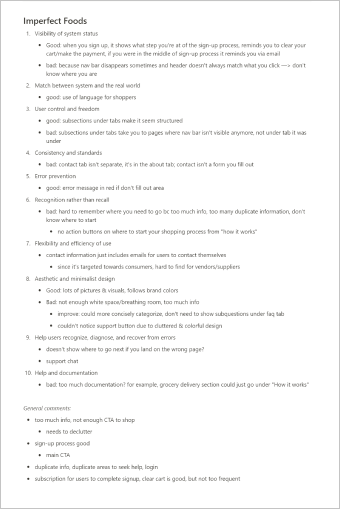 Imperfect Foods
1. Visibility of system status
• Good: when you sign up, it shows what step you're at of the sign-up process, reminds you to clear your
cart/make the payment, if you were in the middle of sign-up process it reminds you via email
• bad: because nav bar disappears sometimes and header doesn't always match what you click —> don't
know where you are
2. Match between system and the real world
• good: use of language for shoppers
3. User control and freedom
• good: subsections under tabs make it seem structured
• bad: subsections under tabs take you to pages where nav bar isn't visible anymore, not under tab it was
under
4. Consistency and standards
• bad: contact tab isn't separate, it's in the about tab; contact isn't a form you fill out
5. Error prevention
• good: error message in red if don't fill out area
6. Recognition rather than recall
• bad: hard to remember where you need to go bc too much info, too many duplicate information, don't
know where to start
• no action buttons on where to start your shopping process from "how it works"
7. Flexibility and efficiency of use
• contact information just includes emails for users to contact themselves
• since it's targeted towards consumers, hard to find for vendors/suppliers
8. Aesthetic and minimalist design
• Good: lots of pictures & visuals, follows brand colors
• Bad: not enough white space/breathing room, too much info
• improve: could more concisely categorize, don't need to show subquestions under faq tab
• couldn't notice support button due to cluttered & colorful design
9. Help users recognize, diagnose, and recover from errors
• doesn't show where to go next if you land on the wrong page?
• support chat
10. Help and documentation
• bad: too much documentation? for example, grocery delivery section could just go under "How it works"
General comments:
• too much info, not enough CTA to shop
• needs to declutter
• sign-up process good
• main CTA
• duplicate info, duplicate areas to seek help, login
• subscription for users to complete signup, clear cart is good, but not too frequent